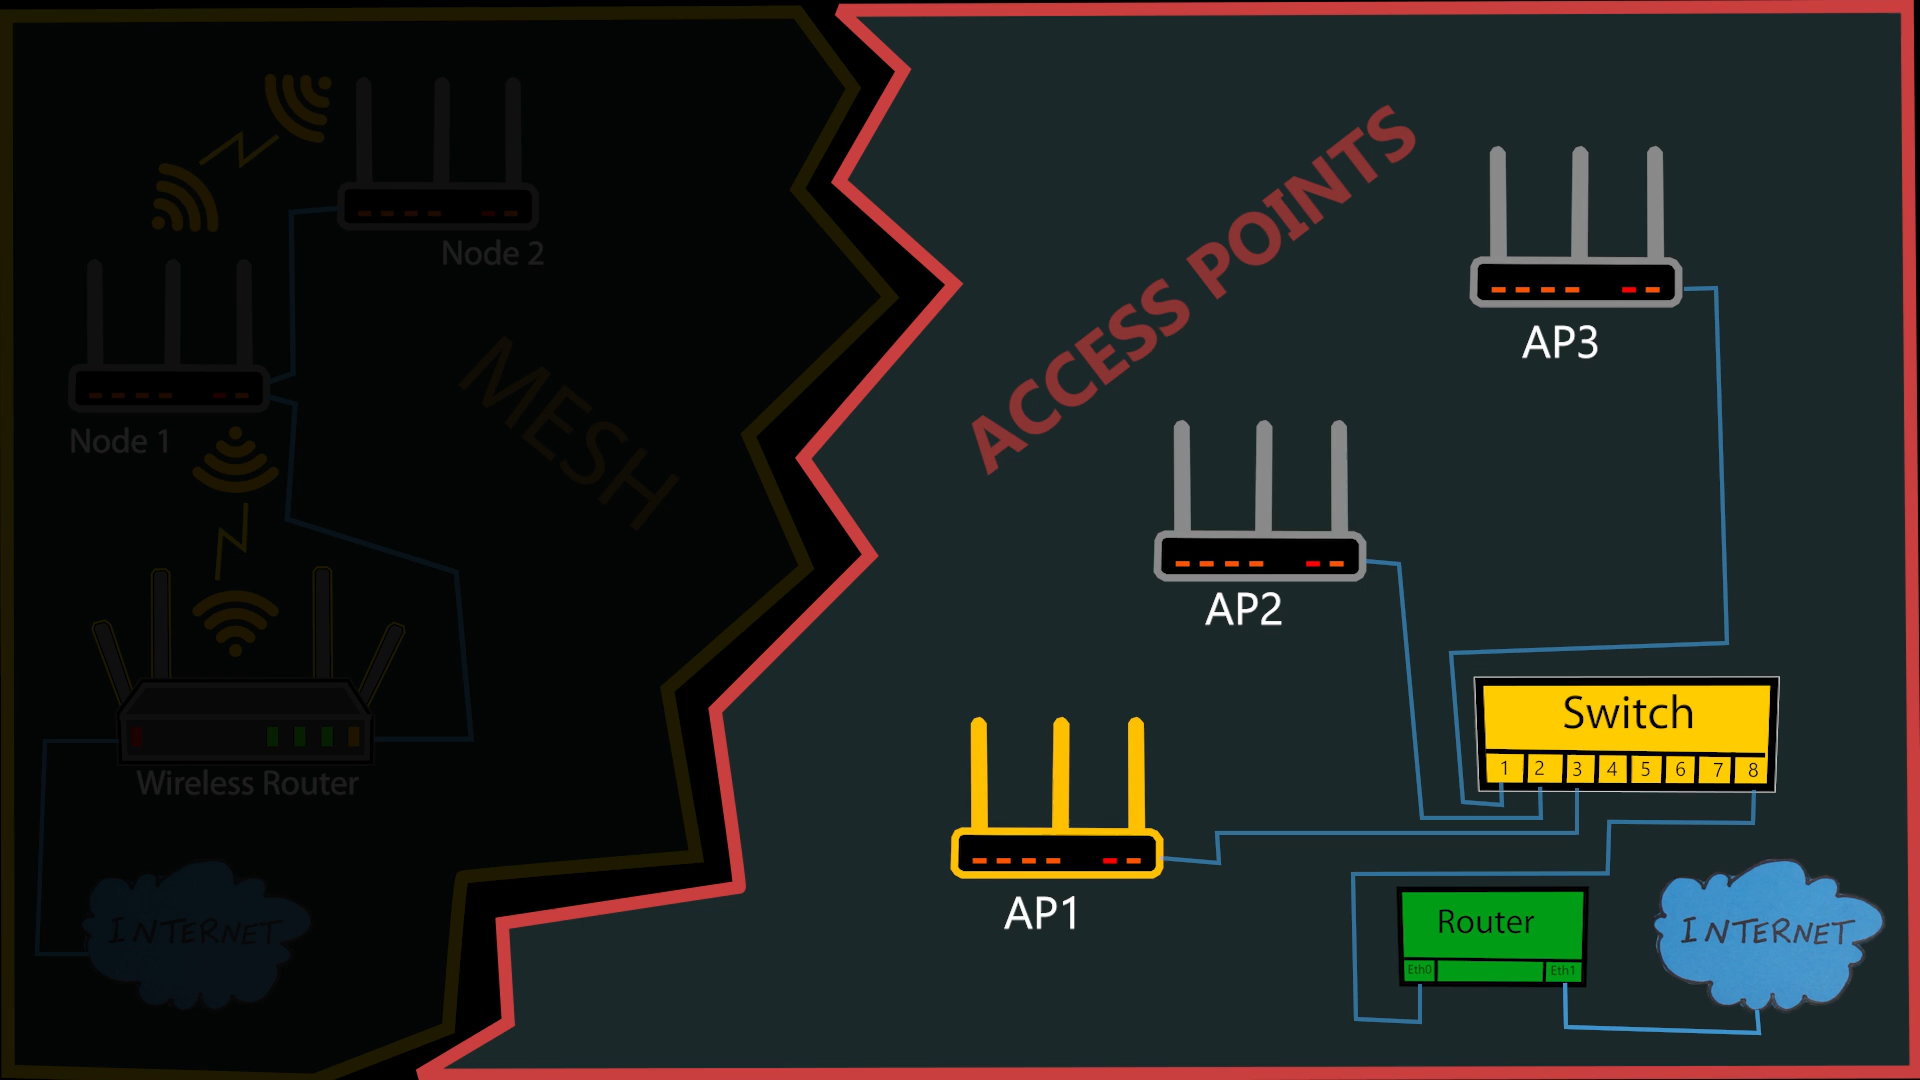 Node 2
Node 1
MESH
Wireless Router
INTERNET
ACCESS POINTS
AP3
AP2
AP1
Switch
1 2 3 4 5 6 7 8
Router
Eth0 Eth1
INTERNET